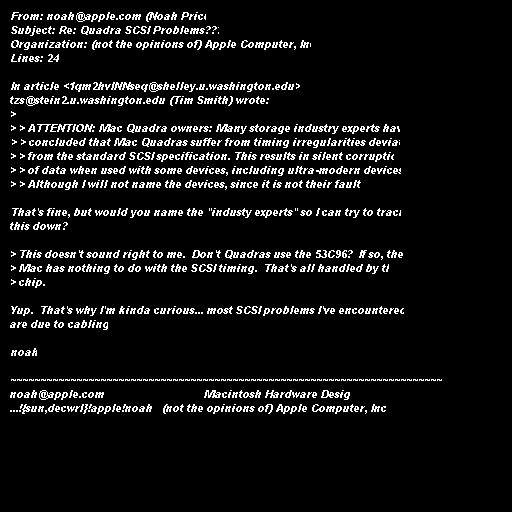 From: noah@apple.com (Noah Price
Subject: Re: Quadra SCSI Problems???
Organization: (not the opinions of) Apple Computer, Inc
Lines: 24

In article <1qm2hvINNseq@shelley.u.washington.edu>
tzs@stein2.u.washington.edu (Tim Smith) wrote:
>
> > ATTENTION: Mac Quadra owners: Many storage industry experts hav
> > concluded that Mac Quadras suffer from timing irregularities deviat
> > from the standard SCSI specification. This results in silent corruptio
> > of data when used with some devices, including ultra-modern devices
> > Although I will not name the devices, since it is not their fault

That's fine, but would you name the "industy experts" so I can try to trac
this down?

> This doesn't sound right to me.  Don't Quadras use the 53C96?  If so, the
> Mac has nothing to do with the SCSI timing.  That's all handled by th
> chip.

Yup.  That's why I'm kinda curious... most SCSI problems I've encountered
are due to cabling

noah

~~~~~~~~~~~~~~~~~~~~~~~~~~~~~~~~~~~~~~~~~~~~~~~~~~~~~~~~~~~~~~~~~~~~~~~~
noah@apple.com                                Macintosh Hardware Desig
...!{sun,decwrl}!apple!noah   (not the opinions of) Apple Computer, Inc